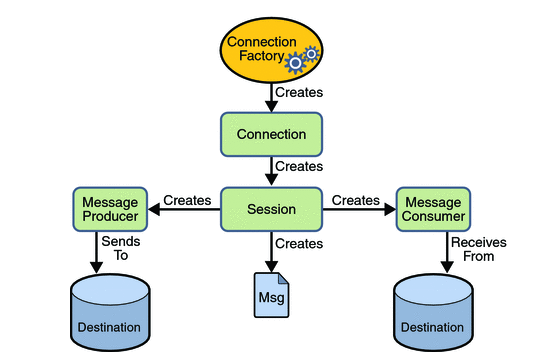 Connection
Factory
Creates
Connection
Creates
Message
Producer
Creates
Session
Creates
Message
Consumer
Sends
To
Creates
Receives
From
Msg
Destination
Destination